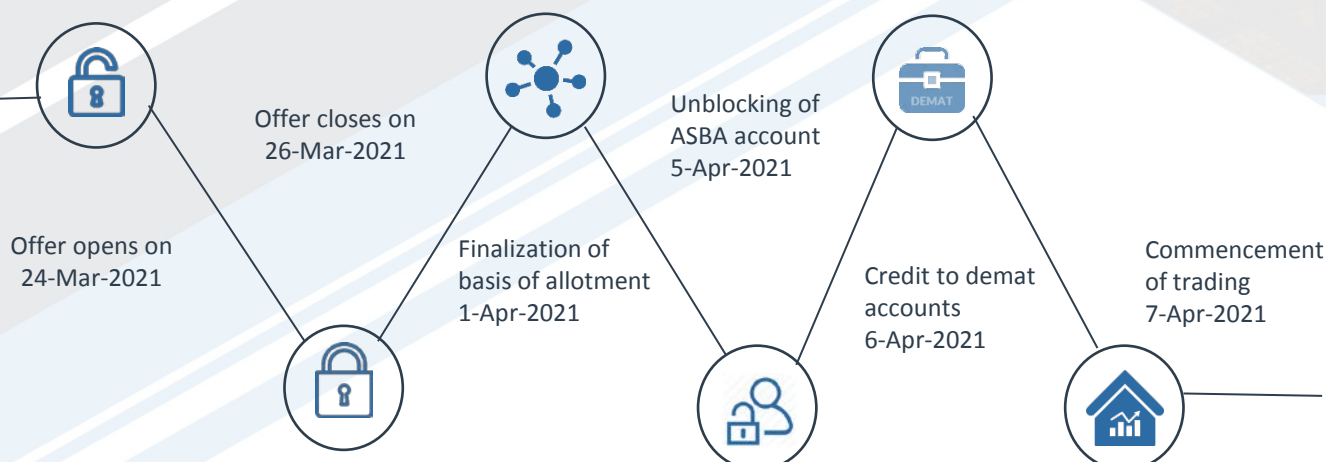 Offer opens on
24-Mar-2021
Offer closes on
26-Mar-2021
Finalization of
basis of allotment
1-Apr-2021
Unblocking of
ASBA account
5-Apr-2021
DEMAT
Credit to demat
accounts
6-Apr-2021
Commencement
of trading
7-Apr-2021